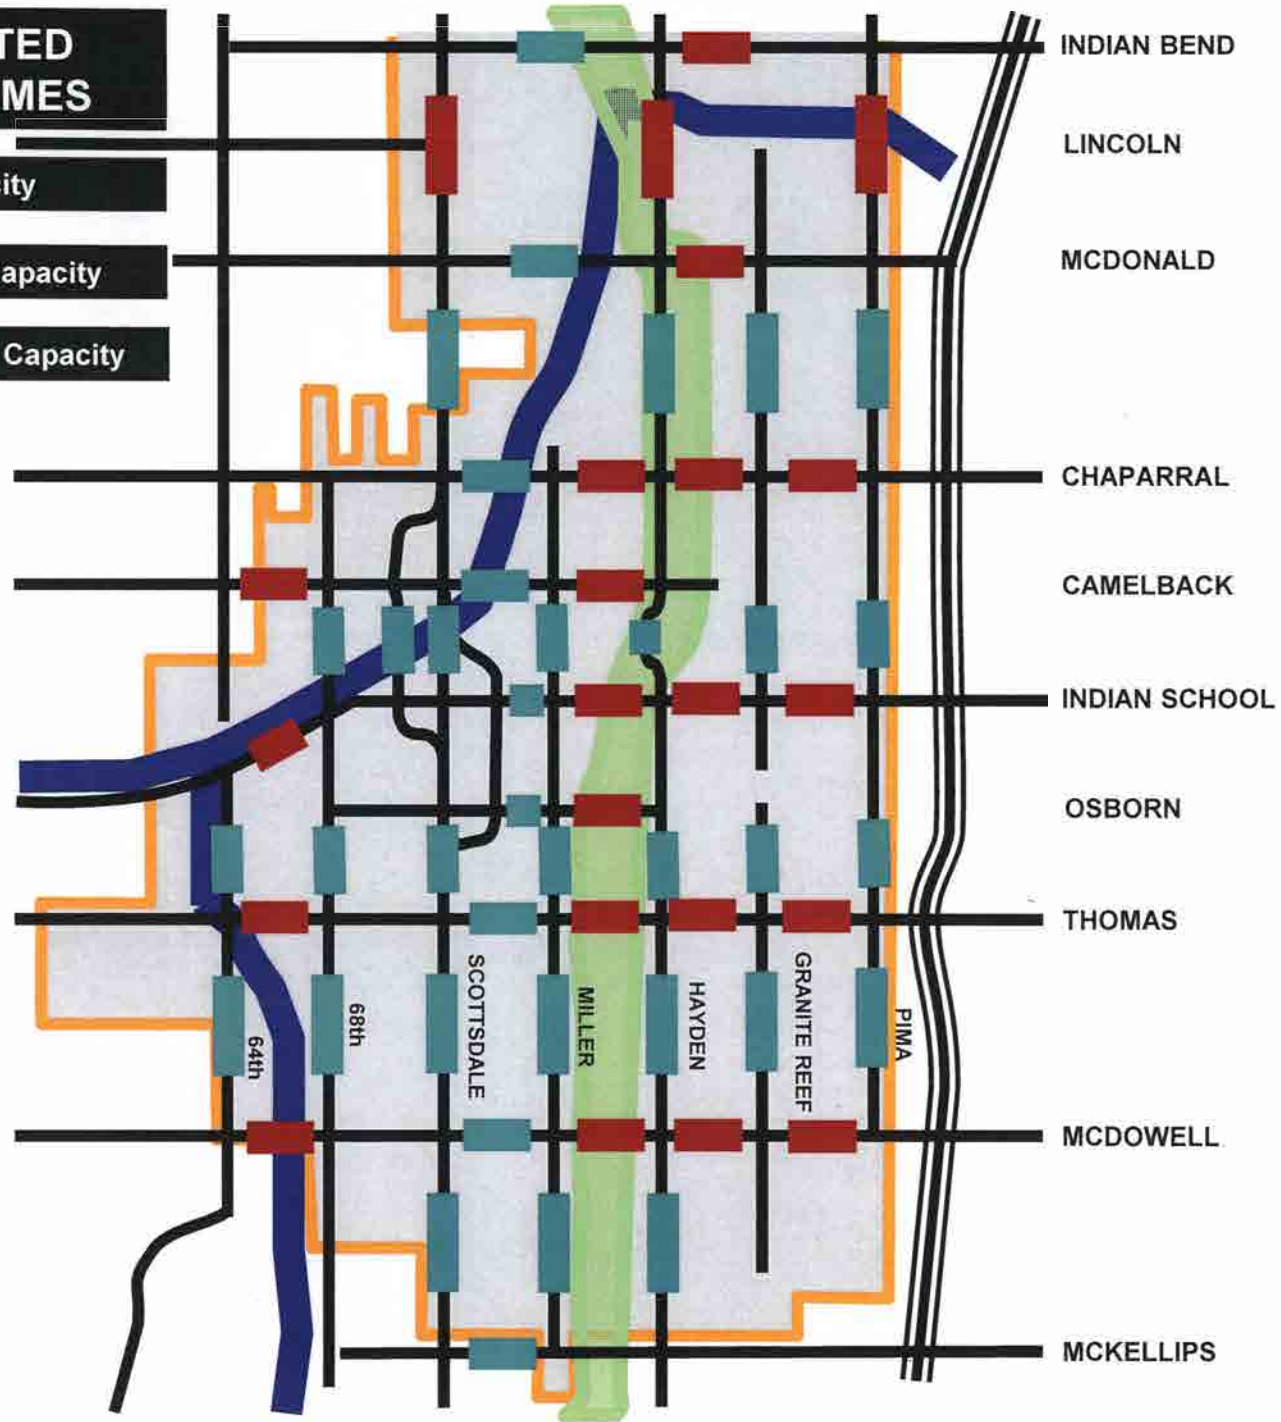 TED
MES
ity
apacity
Capacity
INDIAN BEND
LINCOLN
MCDONALD
CHAPARRAL
CAMELBACK
INDIAN SCHOOL
OSBORN
THOMAS
64th
68th
SCOTTSDALE
MILLER
HAYDEN
GRANITE REEF
PIMA
MCDOWELL
MCKELLIPS